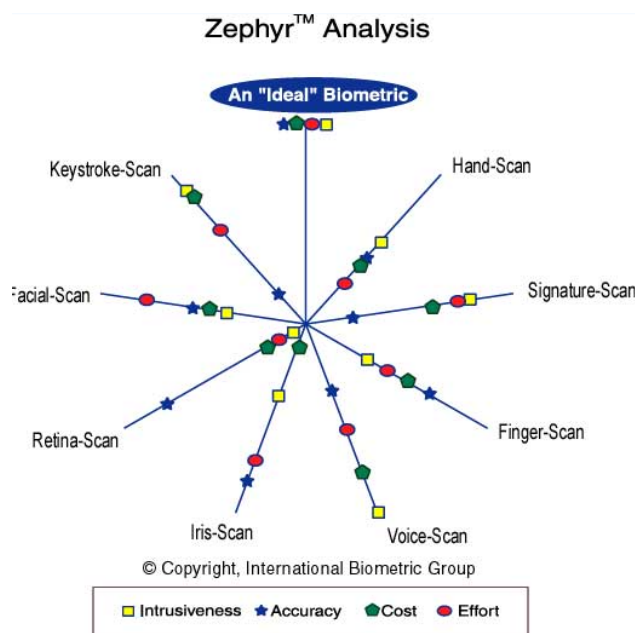 Zephyr™ Analysis
An "Ideal" Biometric
Keystroke-Scan
Hand-Scan
Facial-Scan
Signature-Scan
Retina-Scan
Finger-Scan
Iris-Scan
Voice-Scan
© Copyright, International Biometric Group
Intrusiveness Accuracy Cost Effort